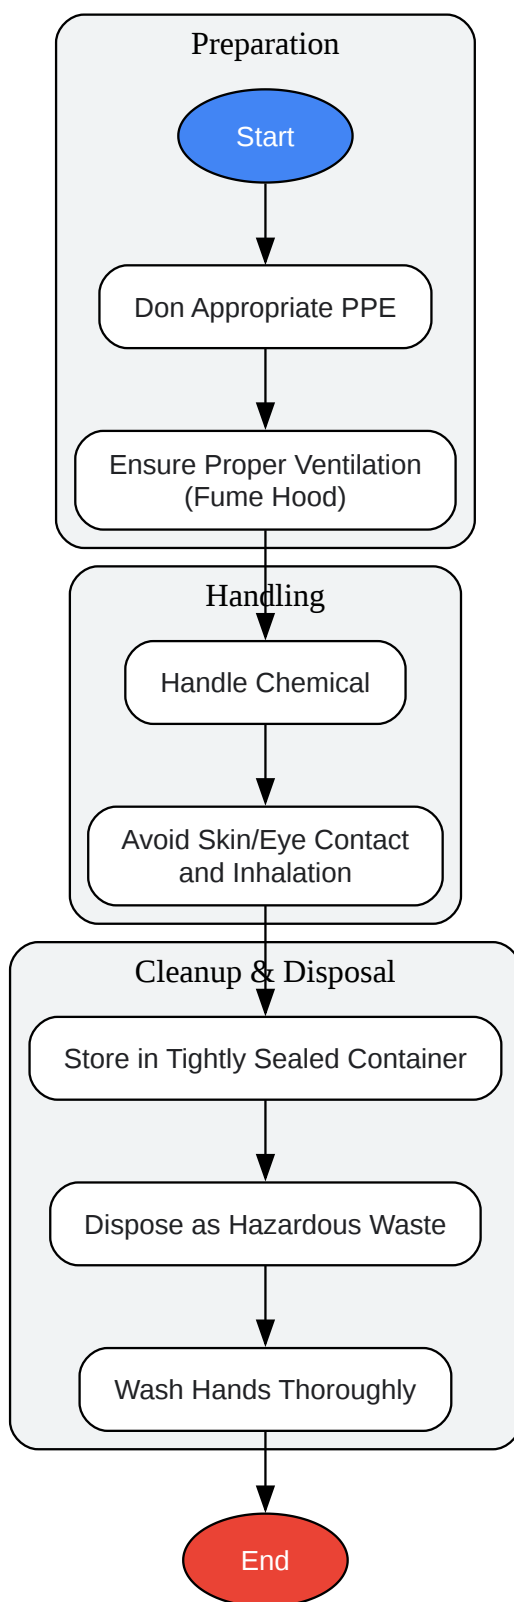 Preparation
Start
Don Appropriate PPE
Ensure Proper Ventilation
(Fume Hood)
Handling
Handle Chemical
Avoid Skin/Eye Contact
and Inhalation
Cleanup & Disposal
Store in Tightly Sealed Container
Dispose as Hazardous Waste
Wash Hands Thoroughly
End